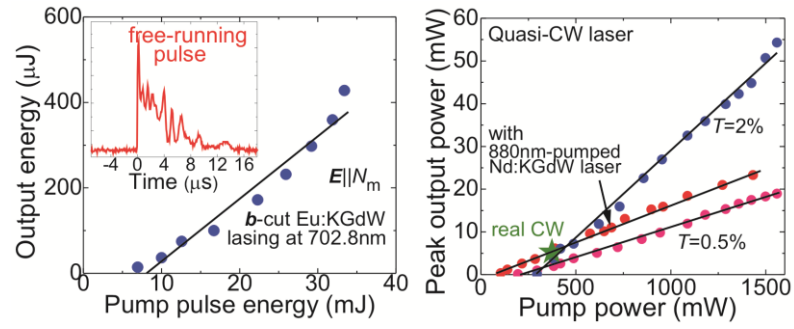 600
400
200
0
Output energy (μJ)
free-running
pulse
-4 0 4 8 12 16
Time (μs)
E||Nm
b-cut Eu:KGdW
lasing at 702.8nm
0 10 20 30 40
Pump pulse energy (mJ)
60
50
40
30
20
10
0
Peak output power (mW)
Quasi-CW laser
T=2%
with
880nm-pumped
Nd:KGdW laser
real CW
T=0.5%
0 500 1000 1500
Pump power (mW)